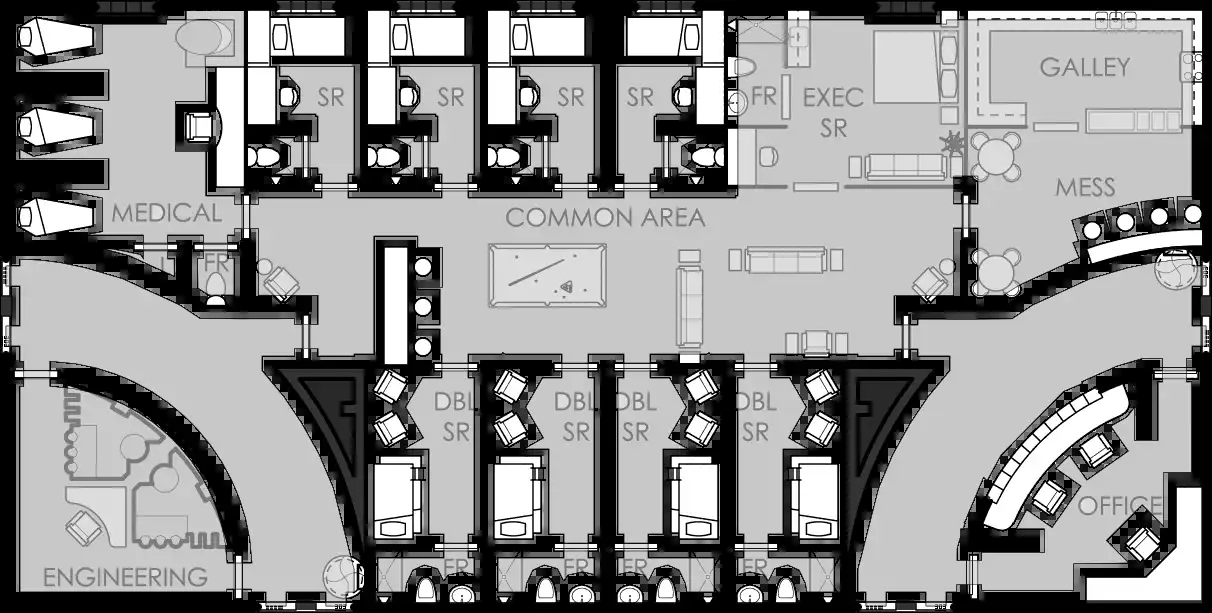 SR
SR
SR
SR
FR
EXEC
SR
GALLEY
MESS
MEDICAL
COMMON AREA
FR
DBL
SR
DBL
SR
DBL
SR
DBL
SR
OFFICE
ENGINEERING
FR
FR
FR
FR